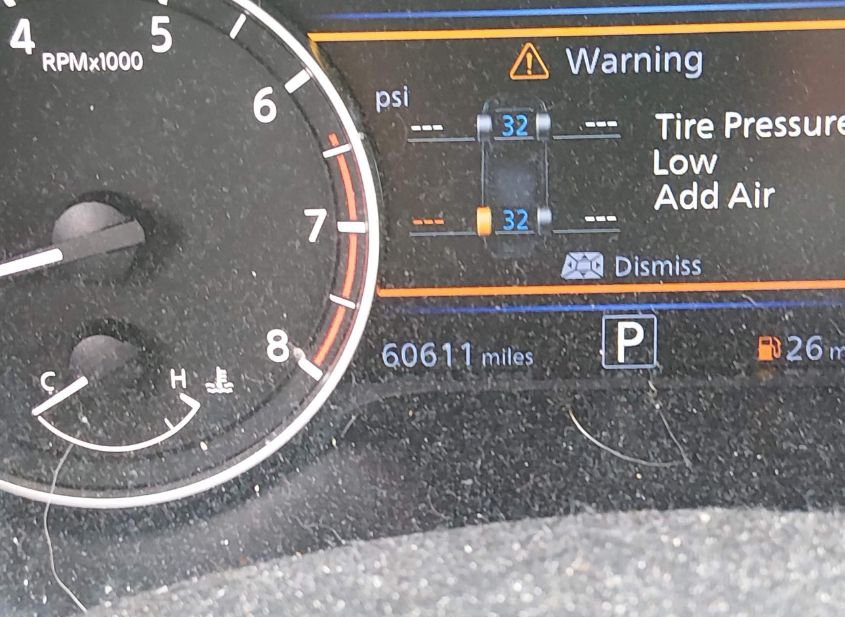 4 5
RPMx1000
6
7
8
C H
Warning
psi
--- 32 ---
--- 32 ---
Tire Pressure
Low
Add Air
Dismiss
60611 miles
P
26 m